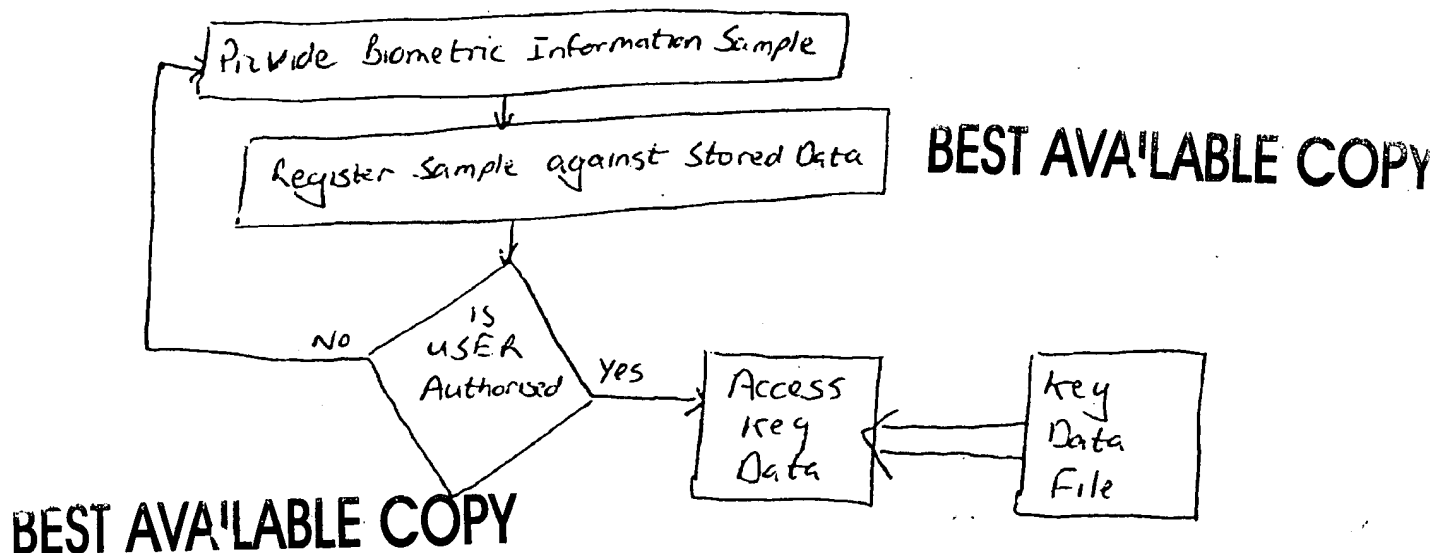 Provide Biometric Information Sample
Register Sample against Stored Data
BEST AVAILABLE COPY
is
USER
Authorised
No
Yes
Access
Key
Data
Key
Data
File
BEST AVAILABLE COPY